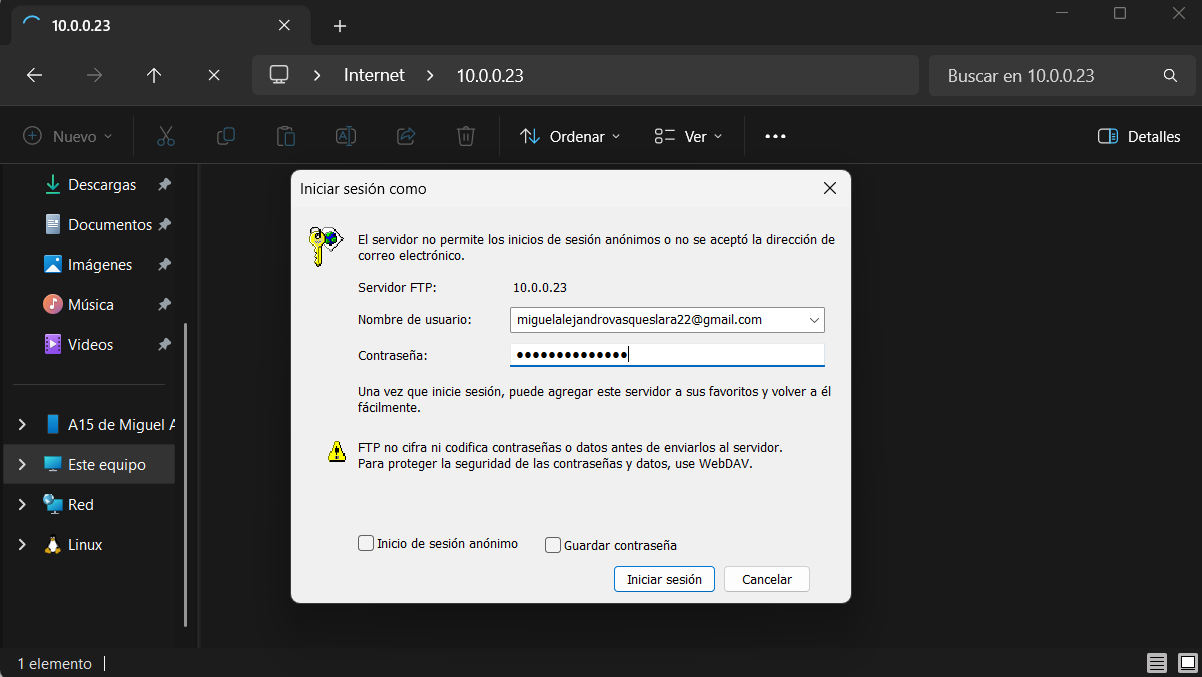 10.0.0.23
Internet
10.0.0.23
Buscar en 10.0.0.23
Nuevo
Ordenar
Ver
Detalles
Descargas
Documentos
Imágenes
Música
Videos
A15 de Miguel A
Este equipo
Red
Linux
Iniciar sesión como
El servidor no permite los inicios de sesión anónimos o no se aceptó la dirección de
correo electrónico.
Servidor FTP: 10.0.0.23
Nombre de usuario: miguelalejandrovasqueslara22@gmail.com
Contraseña: ••••••••••••••
Una vez que inicie sesión, puede agregar este servidor a sus favoritos y volver a él
fácilmente.
FTP no cifra ni codifica contraseñas o datos antes de enviarlos al servidor.
Para proteger la seguridad de las contraseñas y datos, use WebDAV.
Inicio de sesión anónimo
Guardar contraseña
Iniciar sesión
Cancelar
1 elemento